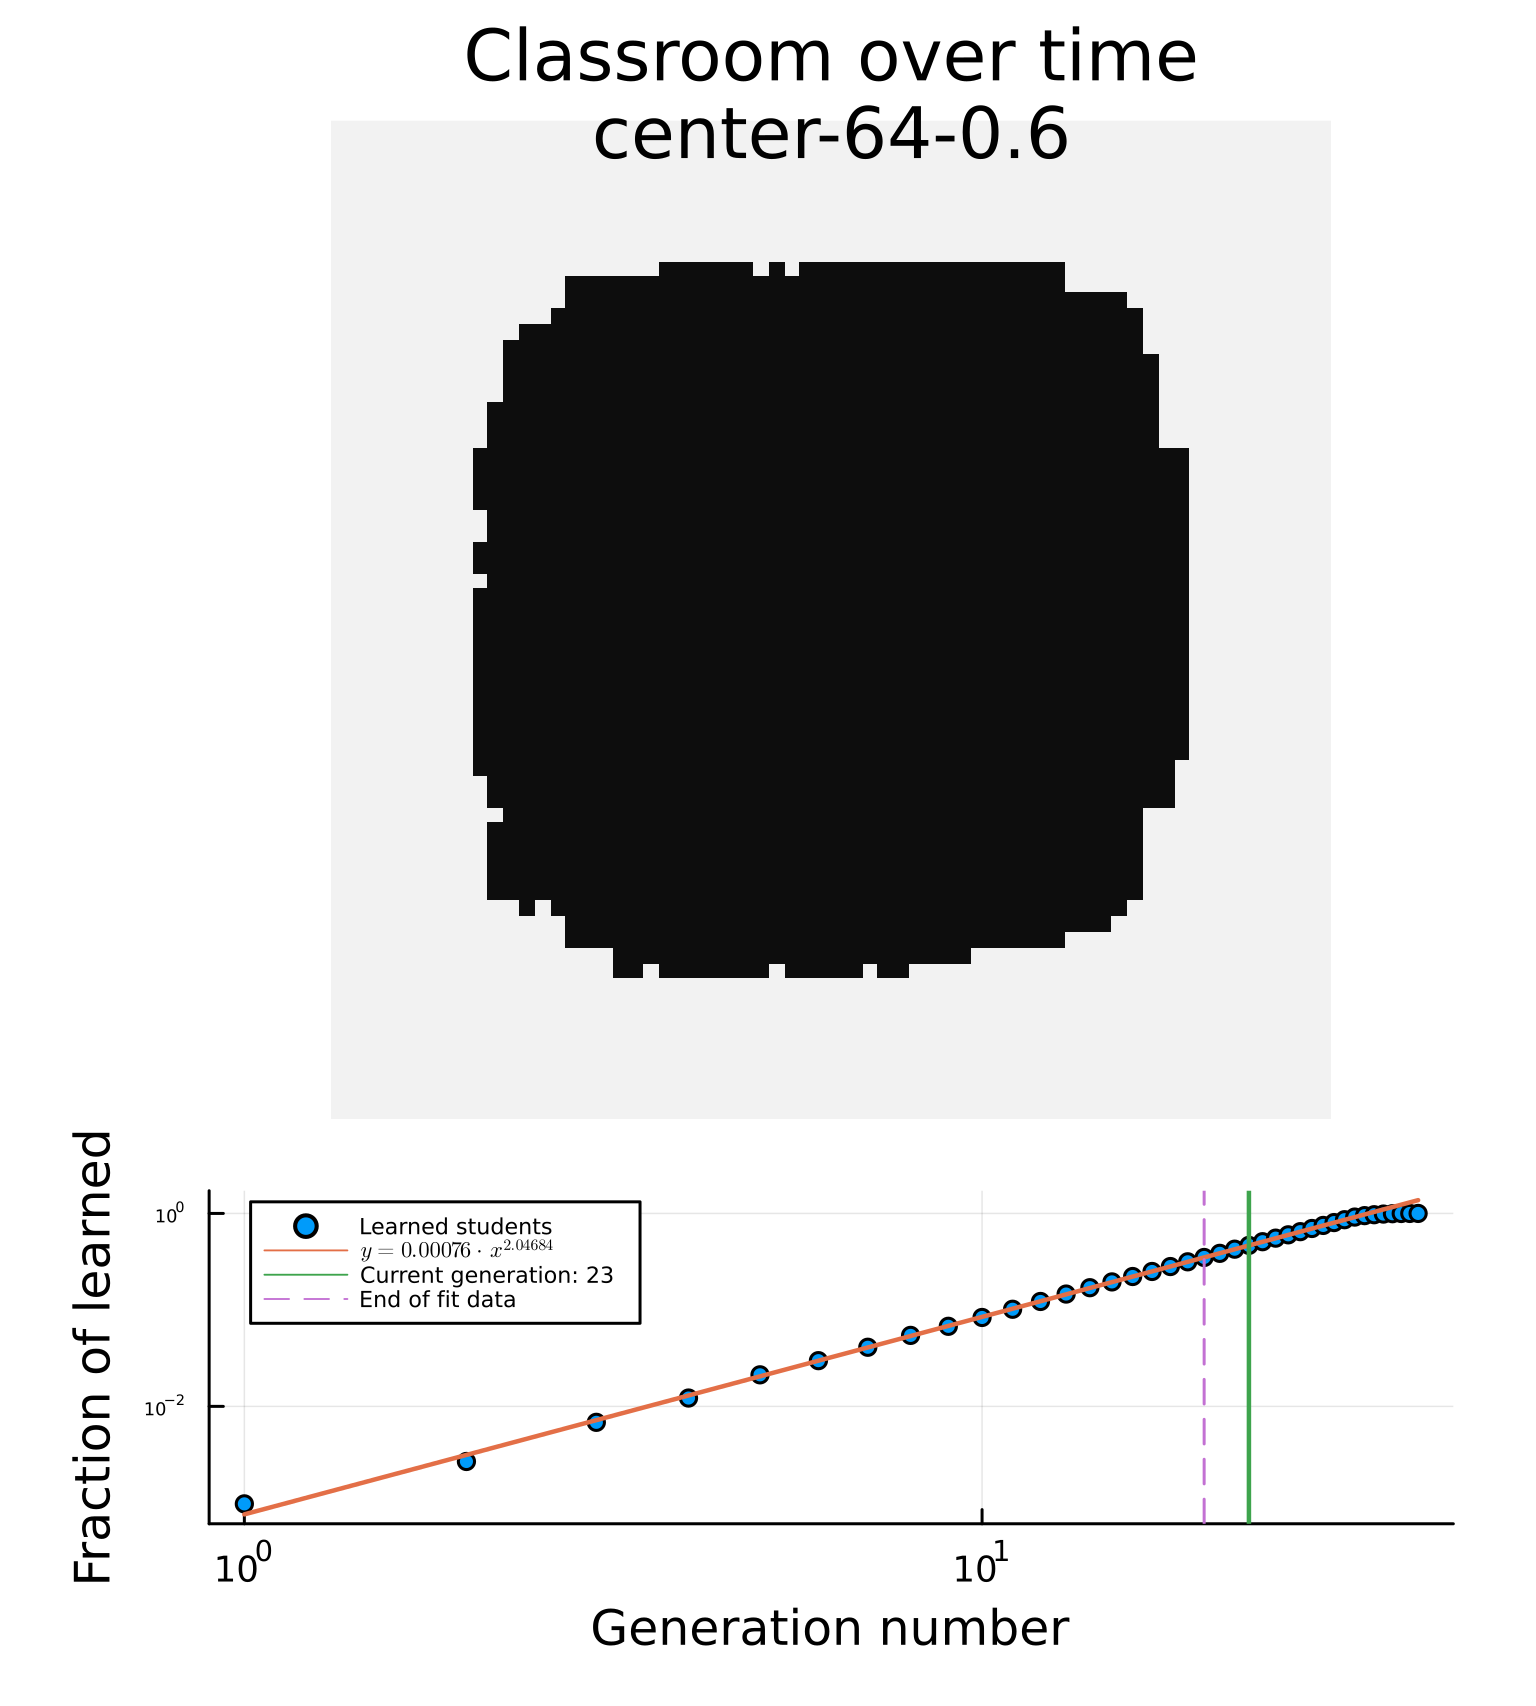 Classroom over time
center-64-0.6
Fraction of learned
10⁰
10⁻²
Learned students
y = 0.00076 · x^2.04684
Current generation: 23
End of fit data
10⁰
10¹
Generation number